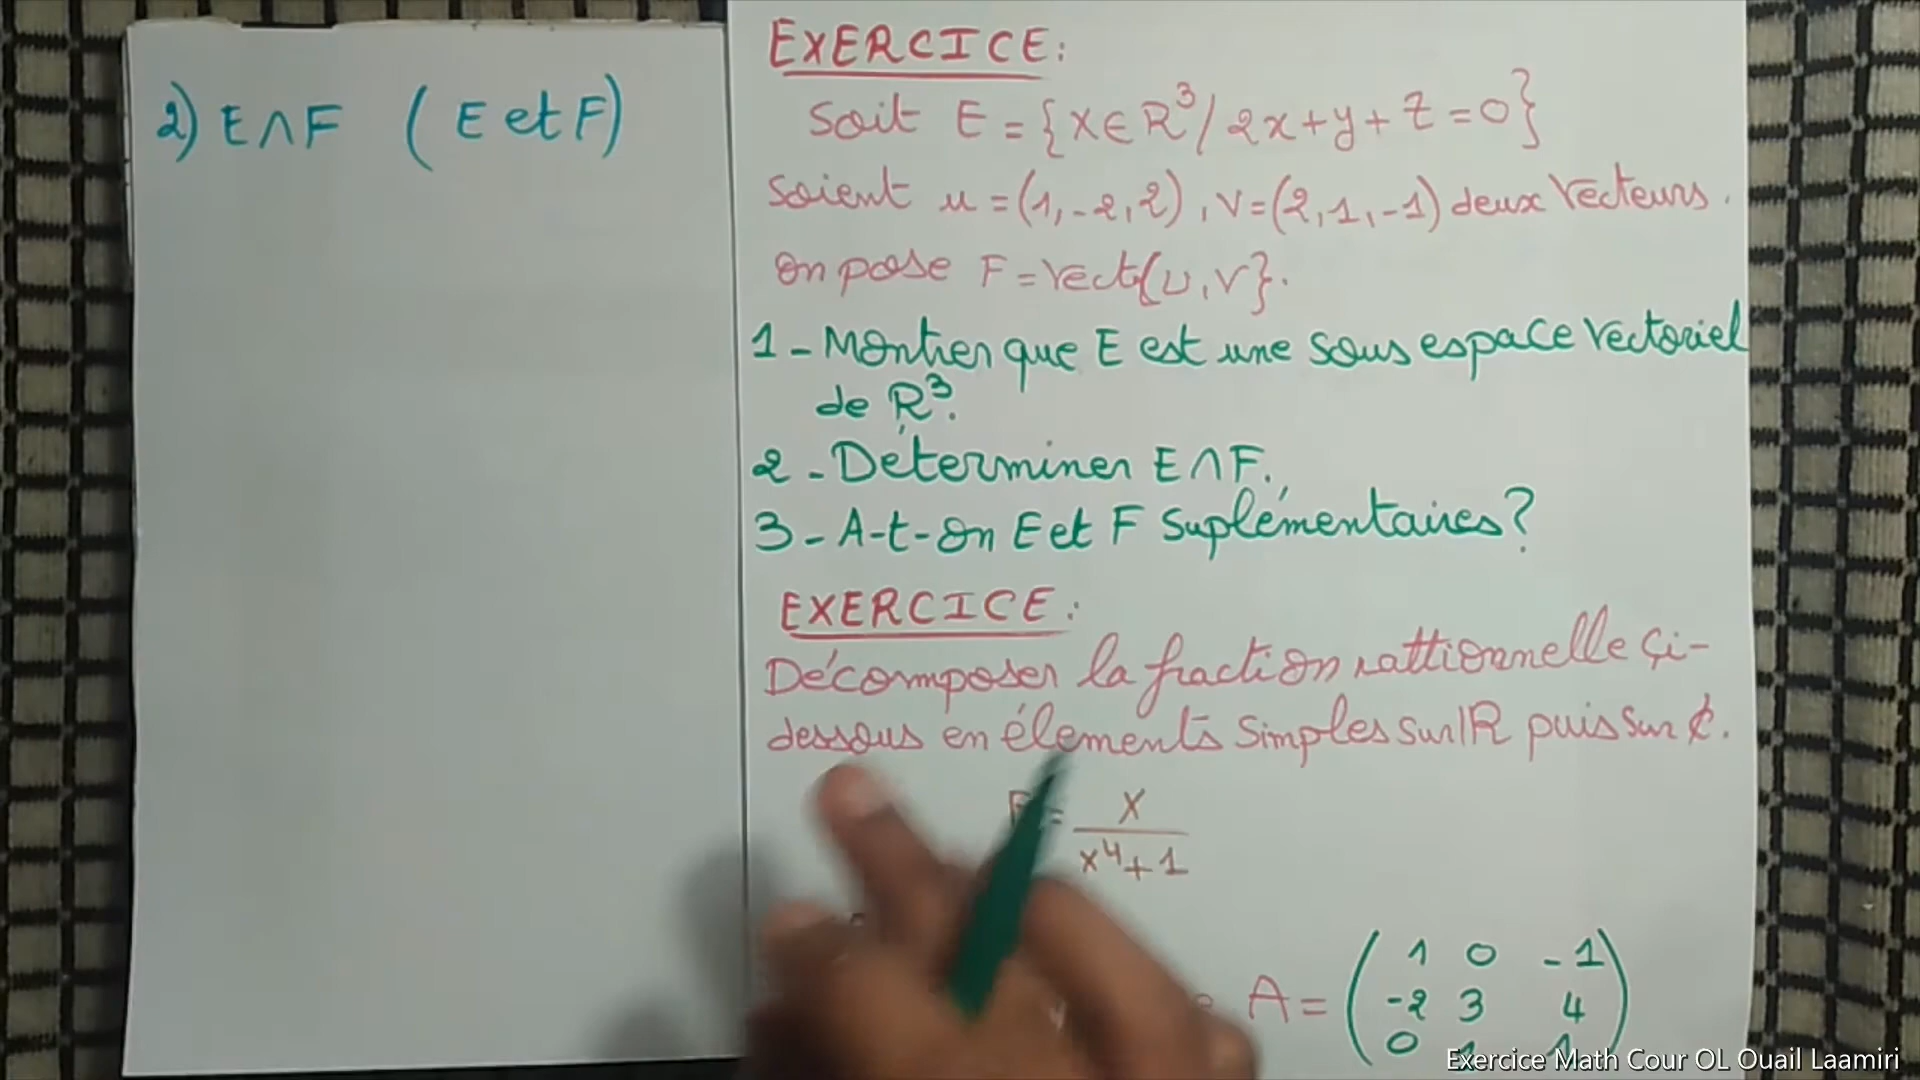 2) E∩F (E et F)
EXERCICE:
Soit E = {X∈R³/ 2x+y+z=0}
Soient u=(1,-2,2), V=(2,1,-1) deux Vecteurs.
On pose F=Vect{U,V}.
1- Montrer que E est une sous espace Vectoriel
de R³.
2- Déterminer E∩F.
3- A-t-on E et F Suplémentaires?
EXERCICE:
Décomposer la fraction rattionnelle Çi-
dessous en élements Simples sur IR puis sur ₵.
= X
x⁴+1
A= 1 0 -1
-2 3 4
0
Exercice Math Cour OL Ouail Laamiri